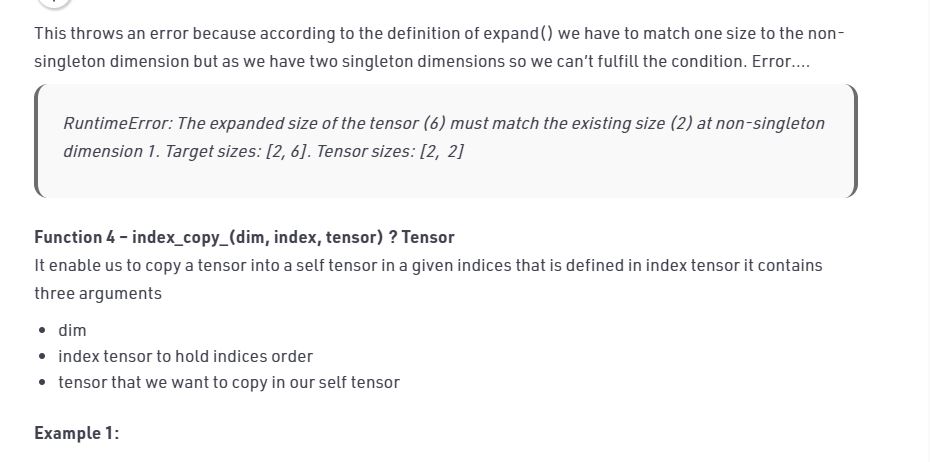 This throws an error because according to the definition of expand() we have to match one size to the non-
singleton dimension but as we have two singleton dimensions so we can't fulfill the condition. Error....
RuntimeError: The expanded size of the tensor (6) must match the existing size (2) at non-singleton
dimension 1. Target sizes: [2, 6]. Tensor sizes: [2, 2]
Function 4 – index_copy_(dim, index, tensor) ? Tensor
It enable us to copy a tensor into a self tensor in a given indices that is defined in index tensor it contains
three arguments
• dim
• index tensor to hold indices order
• tensor that we want to copy in our self tensor
Example 1: